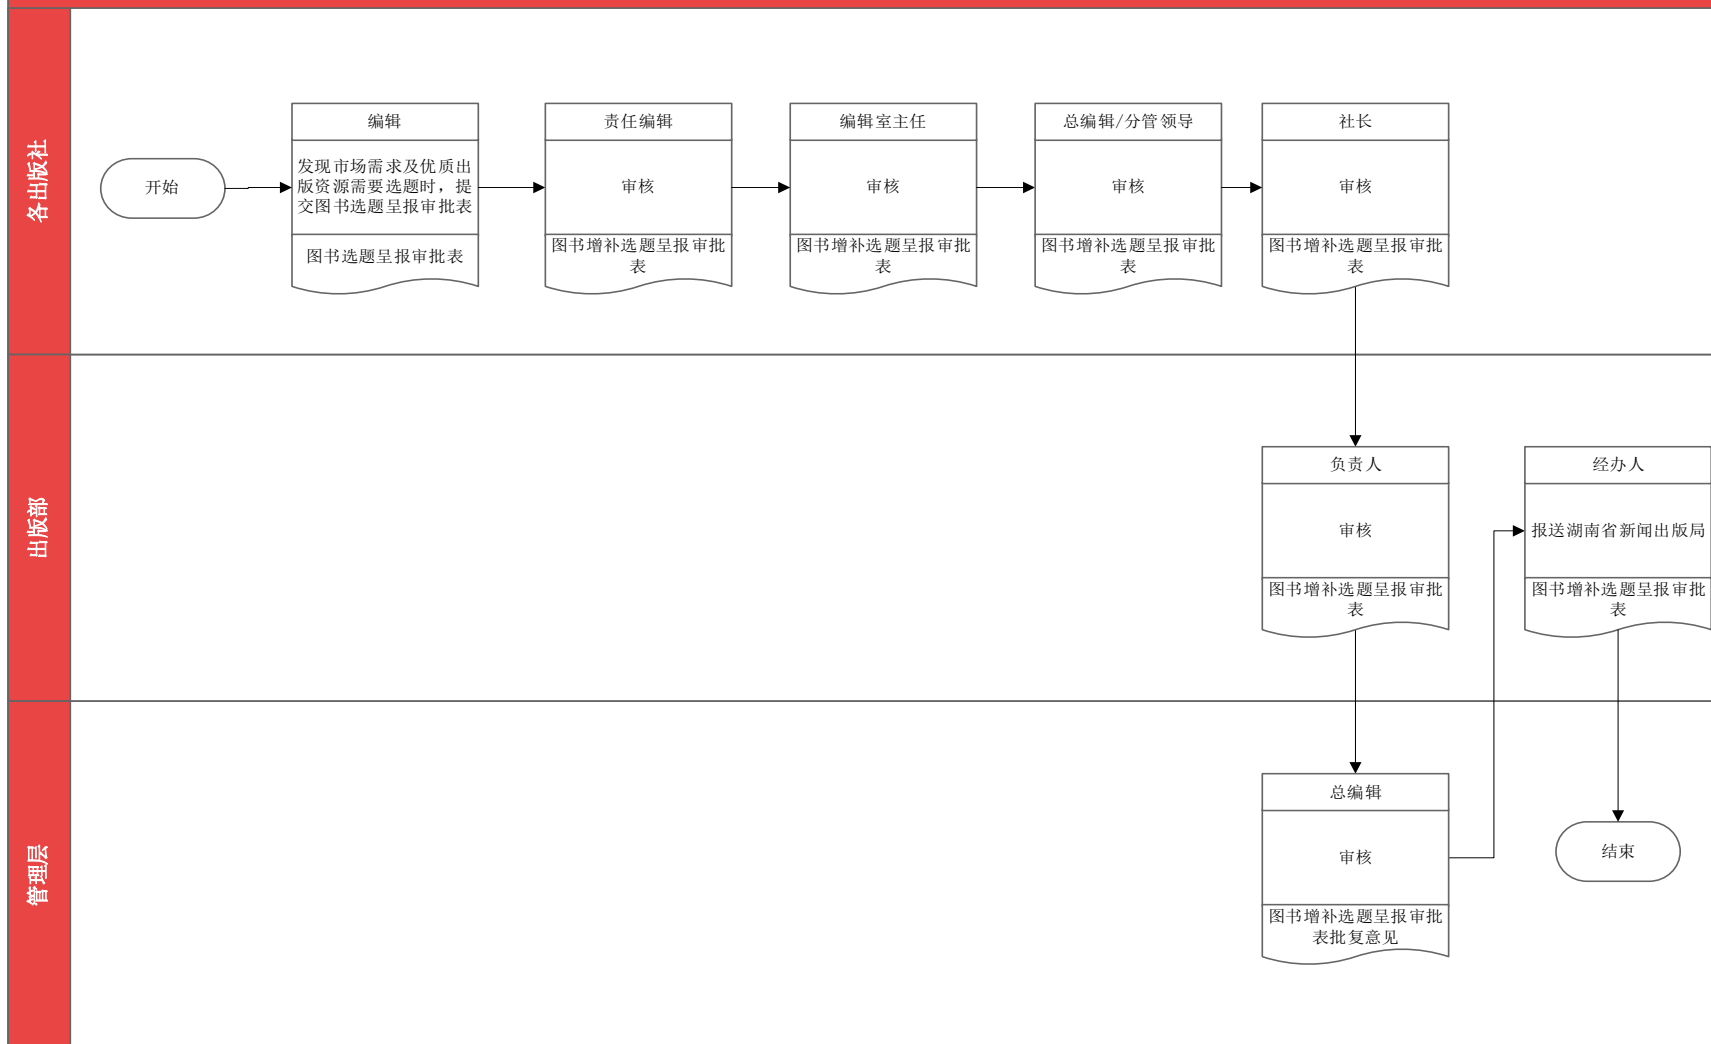 各出版社
开始
编辑
发现市场需求及优质出
版资源需要选题时，提
交图书选题呈报审批表
图书选题呈报审批表
责任编辑
审核
图书增补选题呈报审批
表
编辑室主任
审核
图书增补选题呈报审批
表
总编辑/分管领导
审核
图书增补选题呈报审批
表
社长
审核
图书增补选题呈报审批
表
出版部
负责人
审核
图书增补选题呈报审批
表
经办人
报送湖南省新闻出版局
图书增补选题呈报审批
表
管理层
总编辑
审核
图书增补选题呈报审批
表批复意见
结束